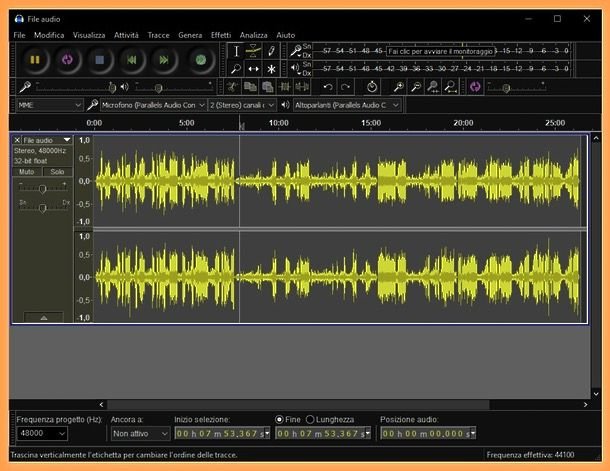 File audio
File Modifica Visualizza Attività Tracce Genera Effetti Analizza Aiuto
Sn -57 -54 -51 -48 -45 -42 Fai clic per avviare il monitoraggio -12 -9 -6 -3 0
Dx
Sn -57 -54 -51 -48 -45 -42 -39 -36 -33 -30 -27 -24 -21 -18 -15 -12 -9 -6 -3 0
Dx
MME Microfono (Parallels Audio Con 2 (Stereo) canali c Altoparlanti (Parallels Audio C
0:00 5:00 10:00 15:00 20:00 25:00
File audio
Stereo, 48000Hz
32-bit float
Muto Solo
- +
Sn Dx
1,0
0,5
0,0
-0,5
-1,0
1,0
0,5
0,0
-0,5
-1,0
Frequenza progetto (Hz): Ancora a: Inizio selezione: Fine Lunghezza Posizione audio:
48000 Non attivo 00 h 07 m 53,367 s 00 h 07 m 53,367 s 00 h 00 m 00,000 s
Trascina verticalmente l'etichetta per cambiare l'ordine delle tracce. Frequenza effettiva: 44100